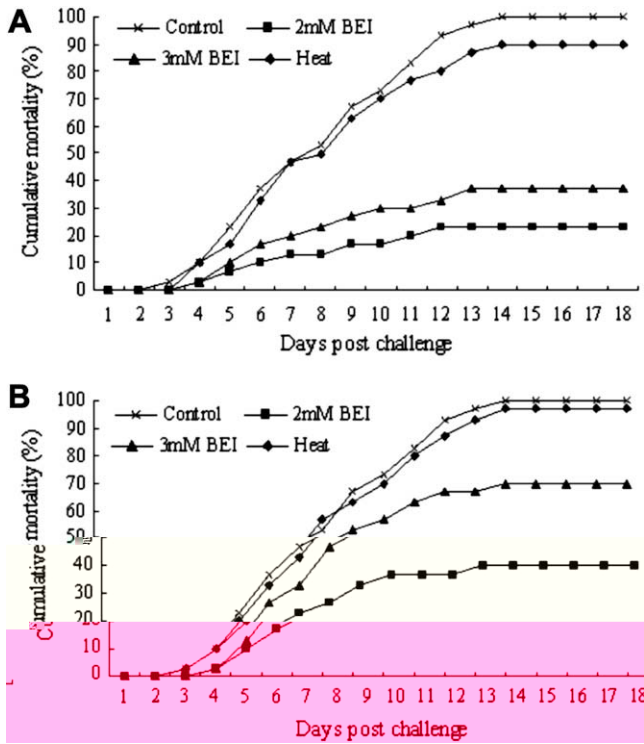 A
Control
2mM BEI
3mM BEI
Heat
Cumulative mortality (%)
100
90
80
70
60
50
40
30
20
10
0
1 2 3 4 5 6 7 8 9 10 11 12 13 14 15 16 17 18
Days post challenge
B
Control
2mM BEI
3mM BEI
Heat
Cumulative mortality (%)
100
90
80
70
60
50
40
30
20
10
0
1 2 3 4 5 6 7 8 9 10 11 12 13 14 15 16 17 18
Days post challenge